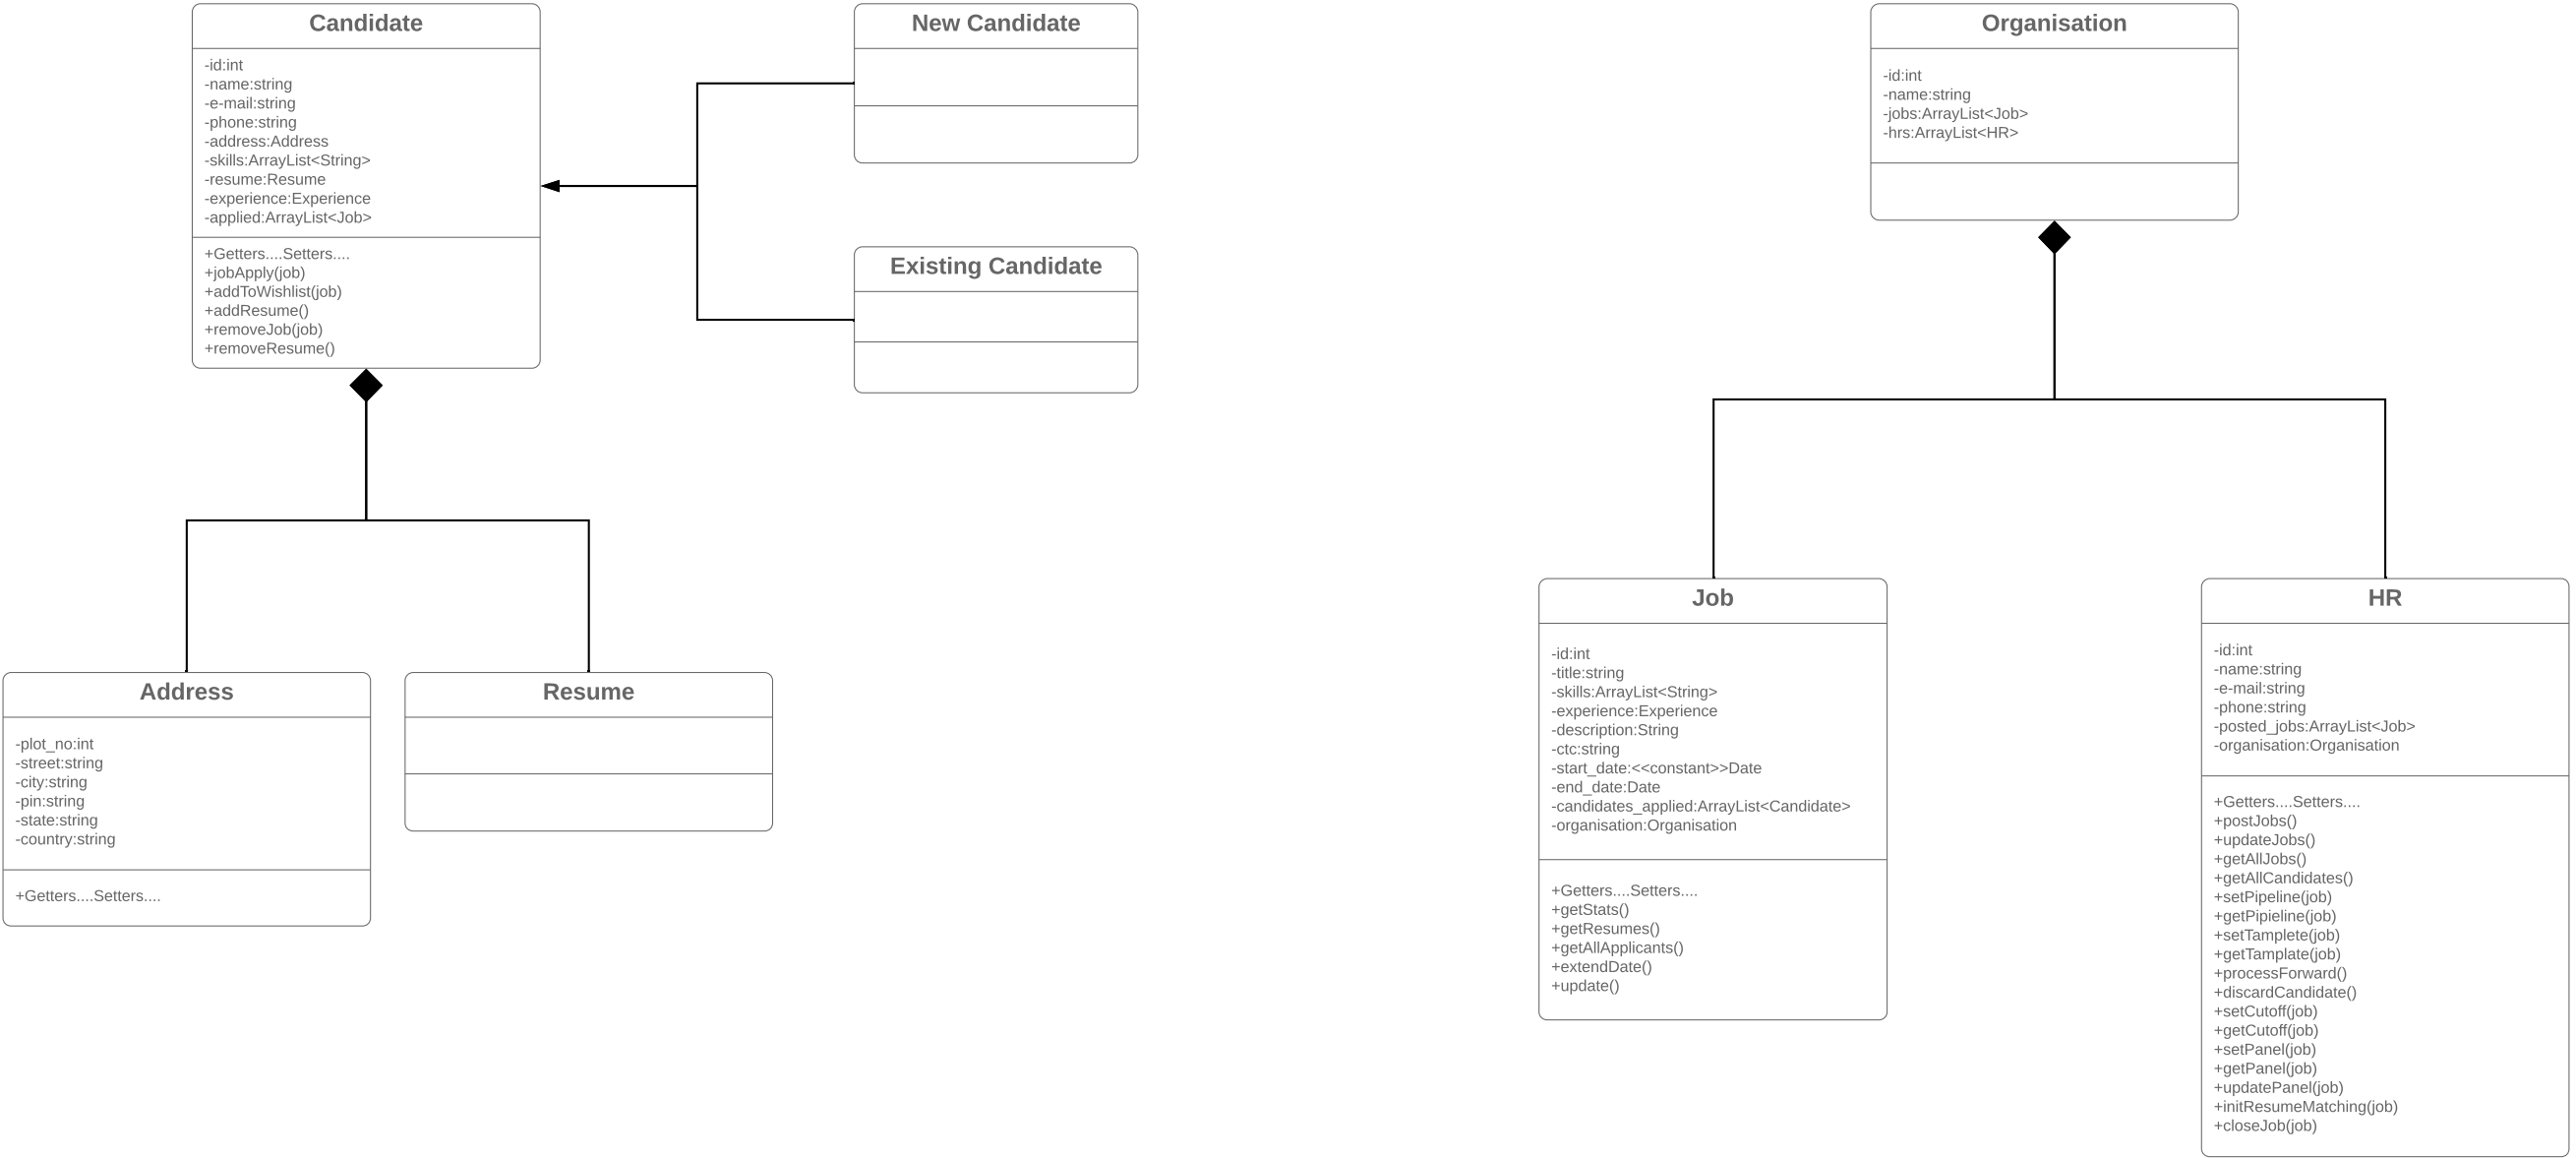 Candidate
-id:int
-name:string
-e-mail:string
-phone:string
-address:Address
-skills:ArrayList<String>
-resume:Resume
-experience:Experience
-applied:ArrayList<Job>
+Getters....Setters....
+jobApply(job)
+addToWishlist(job)
+addResume()
+removeJob(job)
+removeResume()
New Candidate
Existing Candidate
Organisation
-id:int
-name:string
-jobs:ArrayList<Job>
-hrs:ArrayList<HR>
Address
-plot_no:int
-street:string
-city:string
-pin:string
-state:string
-country:string
+Getters....Setters....
Resume
Job
-id:int
-title:string
-skills:ArrayList<String>
-experience:Experience
-description:String
-ctc:string
-start_date:<<constant>>Date
-end_date:Date
-candidates_applied:ArrayList<Candidate>
-organisation:Organisation
+Getters....Setters....
+getStats()
+getResumes()
+getAllApplicants()
+extendDate()
+update()
HR
-id:int
-name:string
-e-mail:string
-phone:string
-posted_jobs:ArrayList<Job>
-organisation:Organisation
+Getters....Setters....
+postJobs()
+updateJobs()
+getAllJobs()
+getAllCandidates()
+setPipeline(job)
+getPipieline(job)
+setTamplete(job)
+getTamplate(job)
+processForward()
+discardCandidate()
+setCutoff(job)
+getCutoff(job)
+setPanel(job)
+getPanel(job)
+updatePanel(job)
+initResumeMatching(job)
+closeJob(job)